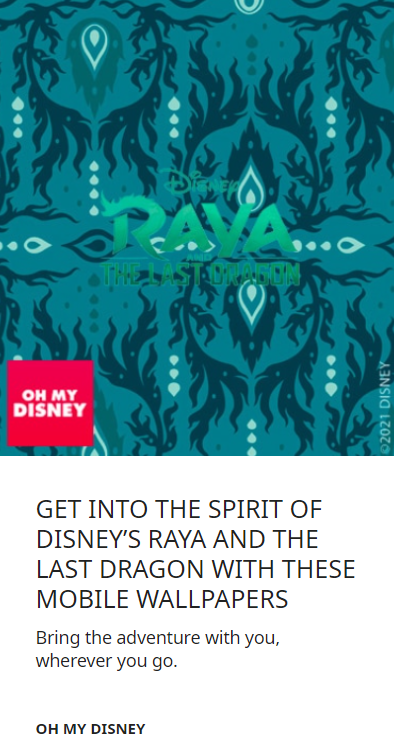 Disney
RAYA
AND
THE LAST DRAGON
OH MY
DISNEY
©2021 DISNEY
GET INTO THE SPIRIT OF
DISNEY’S RAYA AND THE
LAST DRAGON WITH THESE
MOBILE WALLPAPERS
Bring the adventure with you,
wherever you go.
OH MY DISNEY